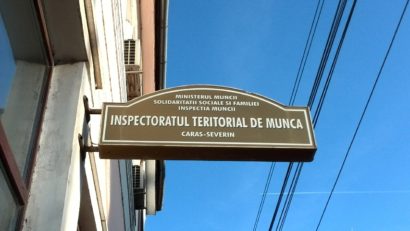 MINISTERUL MUNCII
SOLIDARITATII SOCIALE SI FAMILIEI
INSPECTIA MUNCII
INSPECTORATUL TERITORIAL DE MUNCA
CARAS-SEVERIN